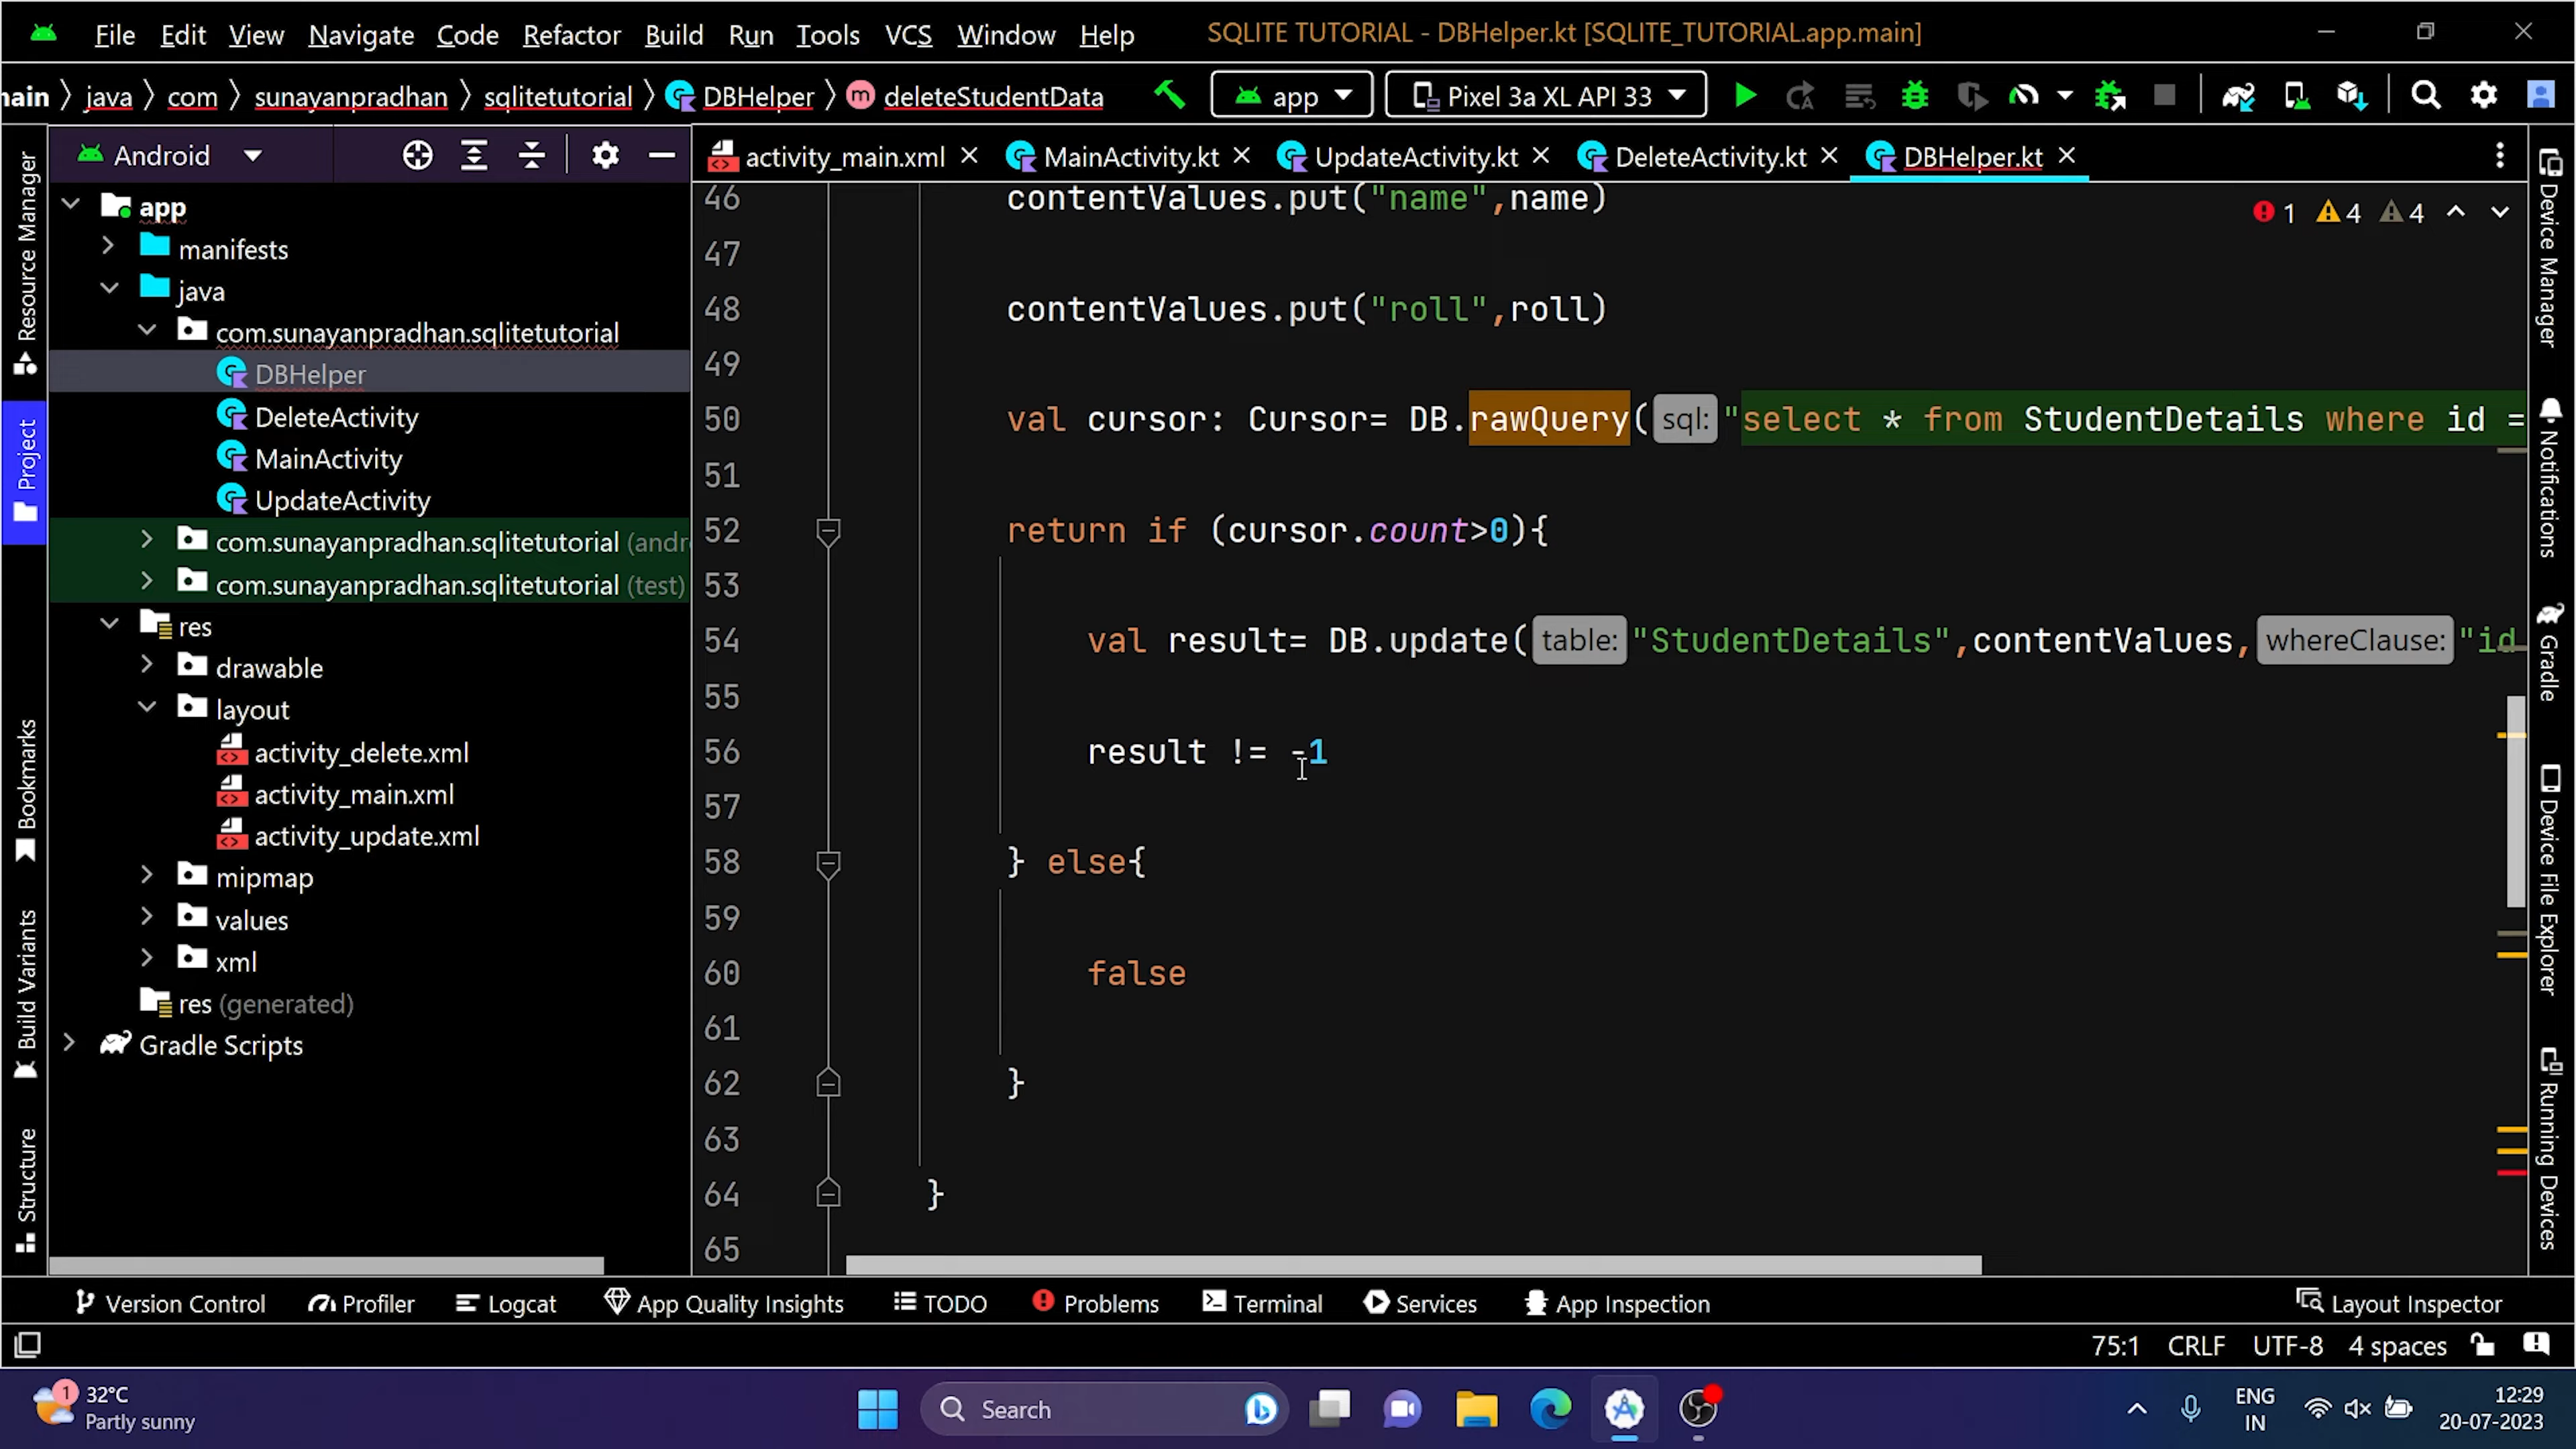 File Edit View Navigate Code Refactor Build Run Tools VCS Window Help SQLITE TUTORIAL - DBHelper.kt [SQLITE_TUTORIAL.app.main]
java com sunayanpradhan sqlitetutorial DBHelper deleteStudentData app Pixel 3a XL API 33
Android
activity_main.xml MainActivity.kt UpdateActivity.kt DeleteActivity.kt DBHelper.kt
Resource Manager
Project
Bookmarks
Build Variants
Structure
app
manifests
java
com.sunayanpradhan.sqlitetutorial
DBHelper
DeleteActivity
MainActivity
UpdateActivity
com.sunayanpradhan.sqlitetutorial
com.sunayanpradhan.sqlitetutorial (test)
res
drawable
layout
activity_delete.xml
activity_main.xml
activity_update.xml
mipmap
values
xml
res (generated)
Gradle Scripts
1 4 4
46 contentValues.put("name",name)
47
48 contentValues.put("roll",roll)
49
50 val cursor: Cursor= DB.rawQuery( sql: "select * from StudentDetails where id =
51
52 return if (cursor.count>0){
53
54 val result= DB.update( table: "StudentDetails",contentValues, whereClause: "id
55
56 result != -1
57
58 } else{
59
60 false
61
62 }
63
64 }
65
Device Manager
Notifications
Gradle
Device File Explorer
Running Devices
Version Control Profiler Logcat App Quality Insights TODO Problems Terminal Services App Inspection Layout Inspector
75:1 CRLF UTF-8 4 spaces
1 32°C
Partly sunny
Search
ENG
IN
12:29
20-07-2023